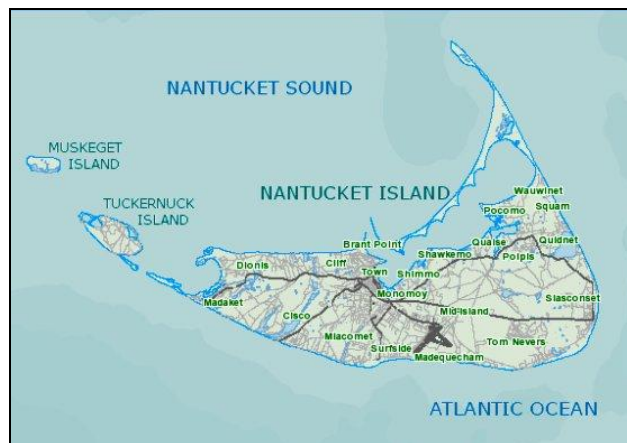 NANTUCKET SOUND
MUSKEGET
ISLAND
TUCKERNUCK
ISLAND
NANTUCKET ISLAND
Wauwinet
Squam
Pocomo
Brant Point
Quaise
Quidnet
Shawkemo
Polpis
Dionis
Cliff
Town
Shimmo
Monomoy
Madaket
Siasconset
Cisco
Mid-island
Miacomet
Tom Nevers
Surfside
Madequecham
ATLANTIC OCEAN